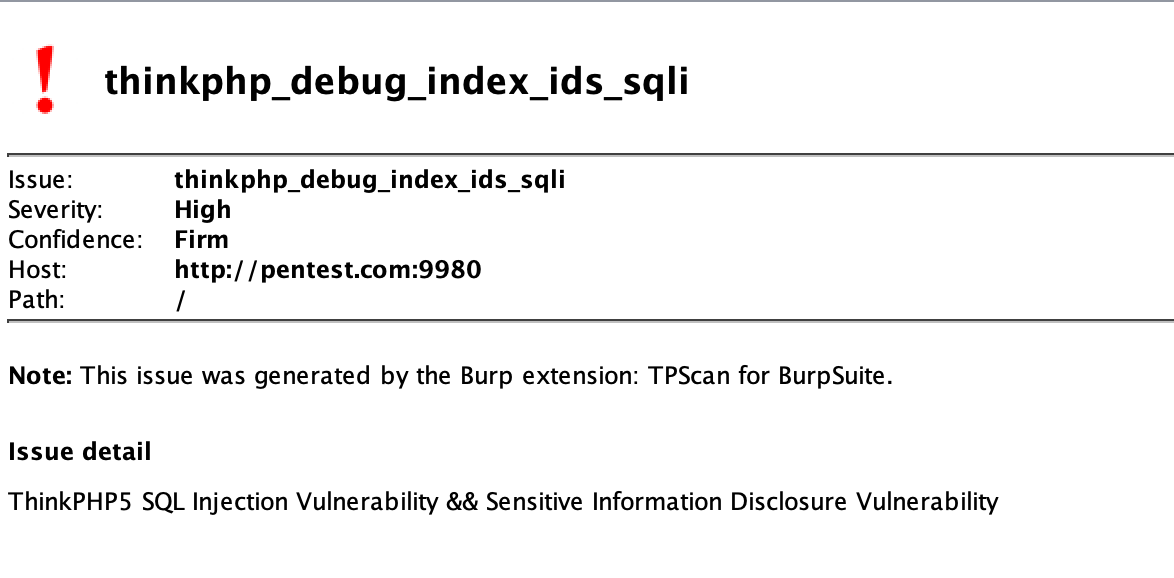 thinkphp_debug_index_ids_sqli
Issue: thinkphp_debug_index_ids_sqli
Severity: High
Confidence: Firm
Host: http://pentest.com:9980
Path: /
Note: This issue was generated by the Burp extension: TPScan for BurpSuite.
Issue detail
ThinkPHP5 SQL Injection Vulnerability && Sensitive Information Disclosure Vulnerability